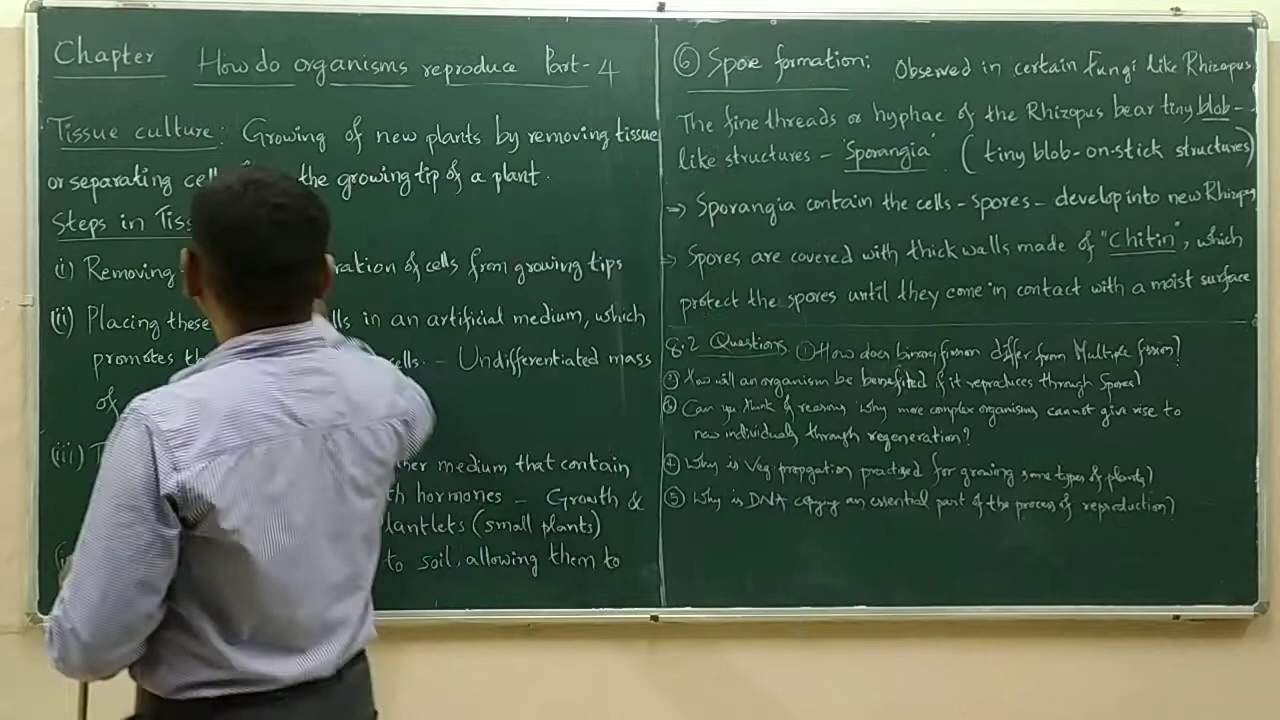 Chapter How do organisms reproduce Part-4
Tissue culture: Growing of new plants by removing tissue
or separating the growing tip of a plant.
Steps in
(i) Removing of cells from growing tips
(ii) Placing these in an artificial medium, which
promotes cells. - Undifferentiated mass
of
(iii) medium that contain
hormones - Growth &
(small plants)
to soil, allowing them to
⑥ Spore formation: Observed in certain fungi like Rhizopus
The fine threads or hyphae of the Rhizopus bear tiny blob-
like structures - 'Sporangia' (tiny blob-on-stick structures)
=> Sporangia contain the cells - spores - develop into new Rhizopus
=> Spores are covered with thick walls made of "Chitin", which
protect the spores until they come in contact with a moist surface
8.2 Questions ① How does binary fission differ from Multiple fission?
② How will an organism be benefited if it reproduces through Spores?
③ Can you think of reasons why more complex organisms cannot give rise to
new individuals through regeneration?
④ Why is Veg. propgation practised for growing some types of plants?
⑤ Why is DNA copying an essential part of the process of reproduction?